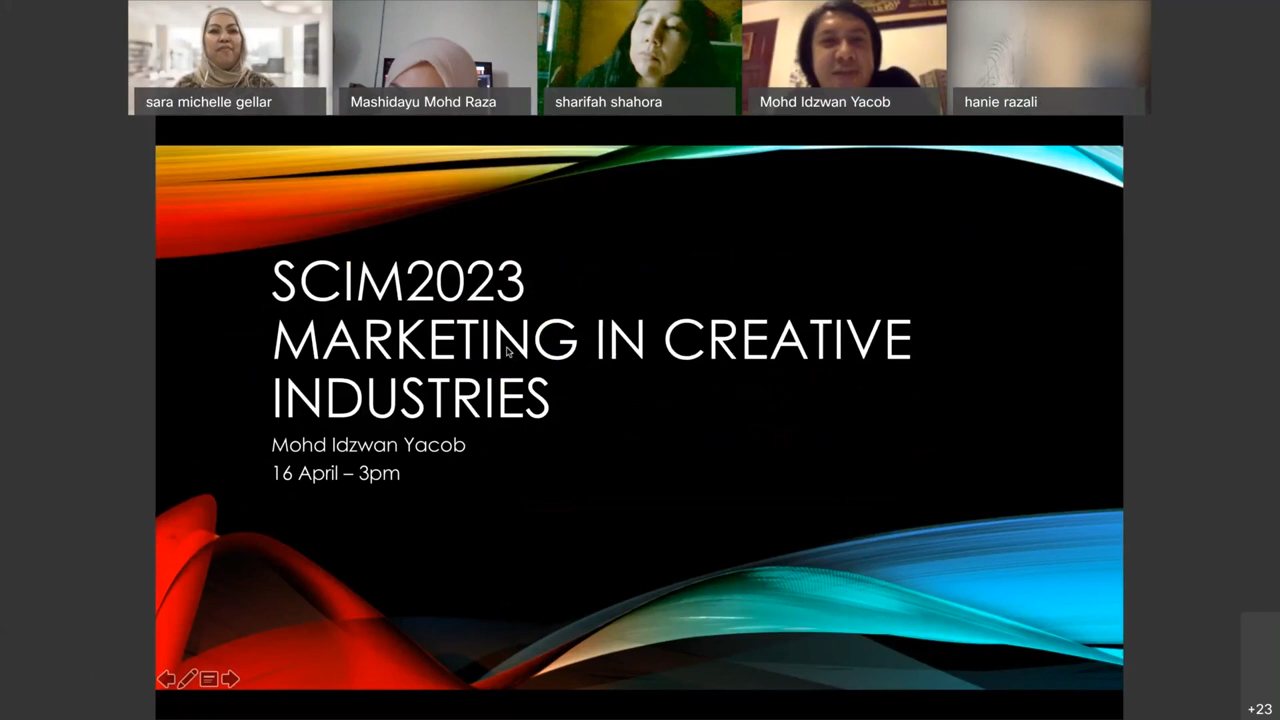 sara michelle gellar
Mashidayu Mohd Raza
sharifah shahora
Mohd Idzwan Yacob
hanie razali
SCIM2023
MARKETING IN CREATIVE
INDUSTRIES
Mohd Idzwan Yacob
16 April – 3pm
+23